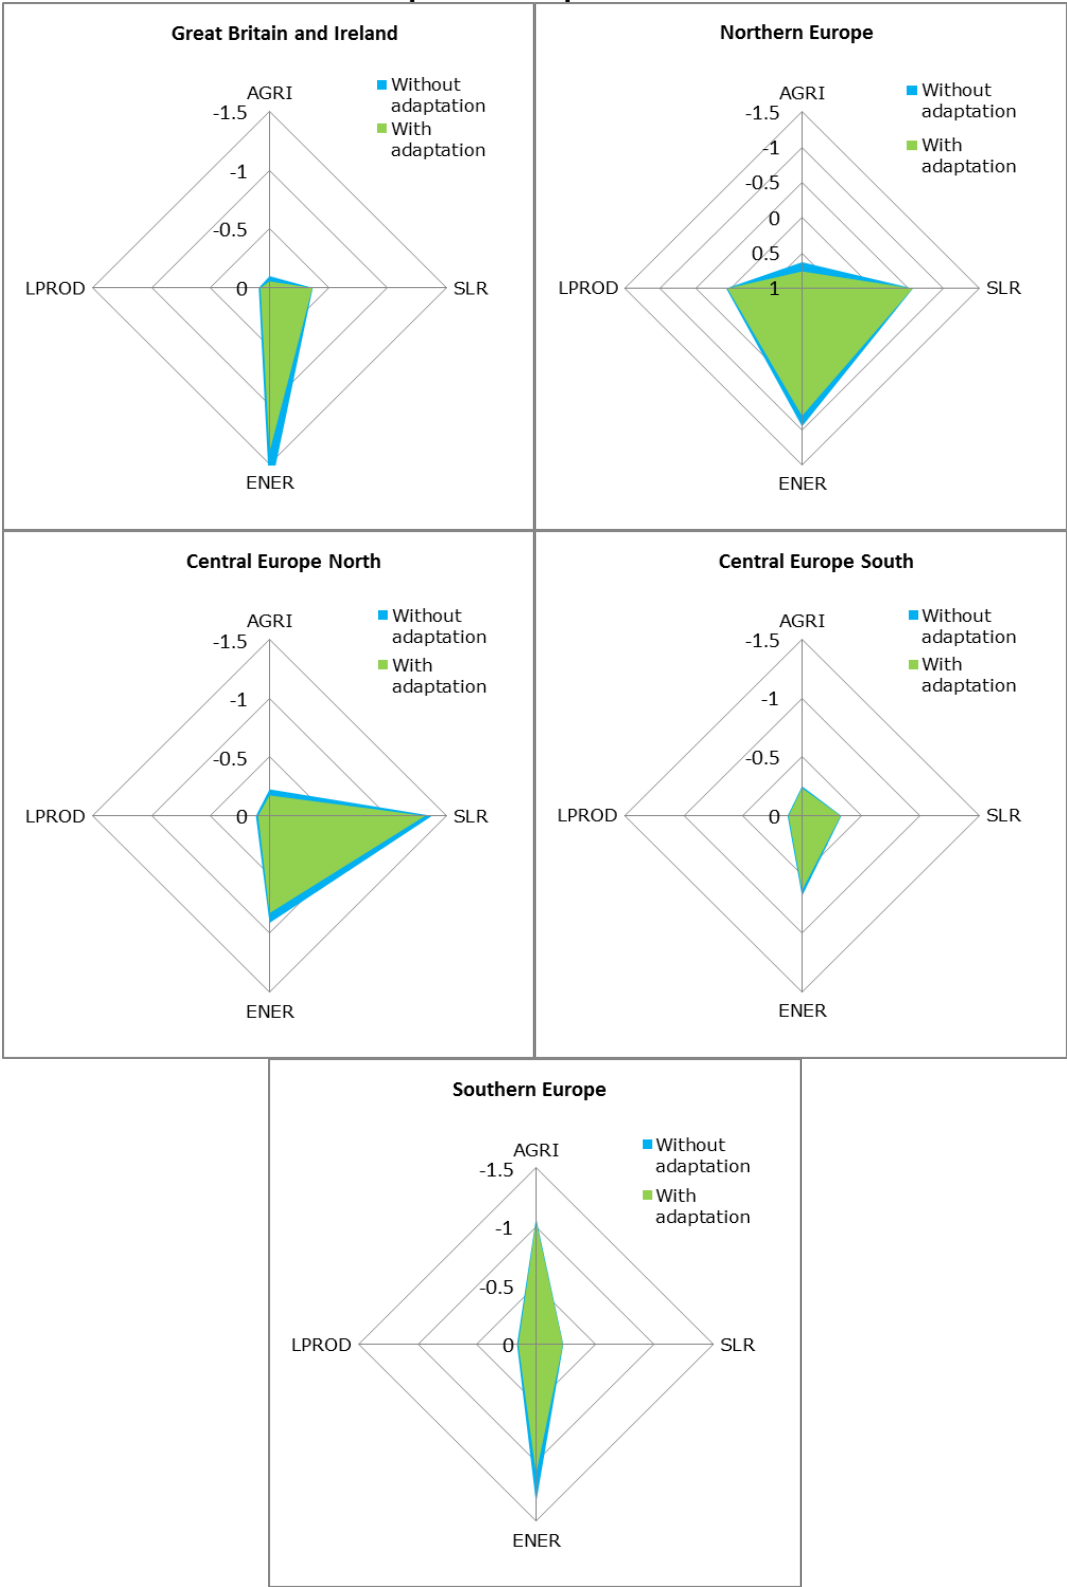 Great Britain and Ireland
Without
adaptation
With
adaptation
AGRI
-1.5
-1
-0.5
0
LPROD
SLR
ENER
Northern Europe
Without
adaptation
With
adaptation
AGRI
-1.5
-1
-0.5
0
0.5
1
LPROD
SLR
ENER
Central Europe North
Without
adaptation
With
adaptation
AGRI
-1.5
-1
-0.5
0
LPROD
SLR
ENER
Central Europe South
Without
adaptation
With
adaptation
AGRI
-1.5
-1
-0.5
0
LPROD
SLR
ENER
Southern Europe
Without
adaptation
With
adaptation
AGRI
-1.5
-1
-0.5
0
LPROD
SLR
ENER